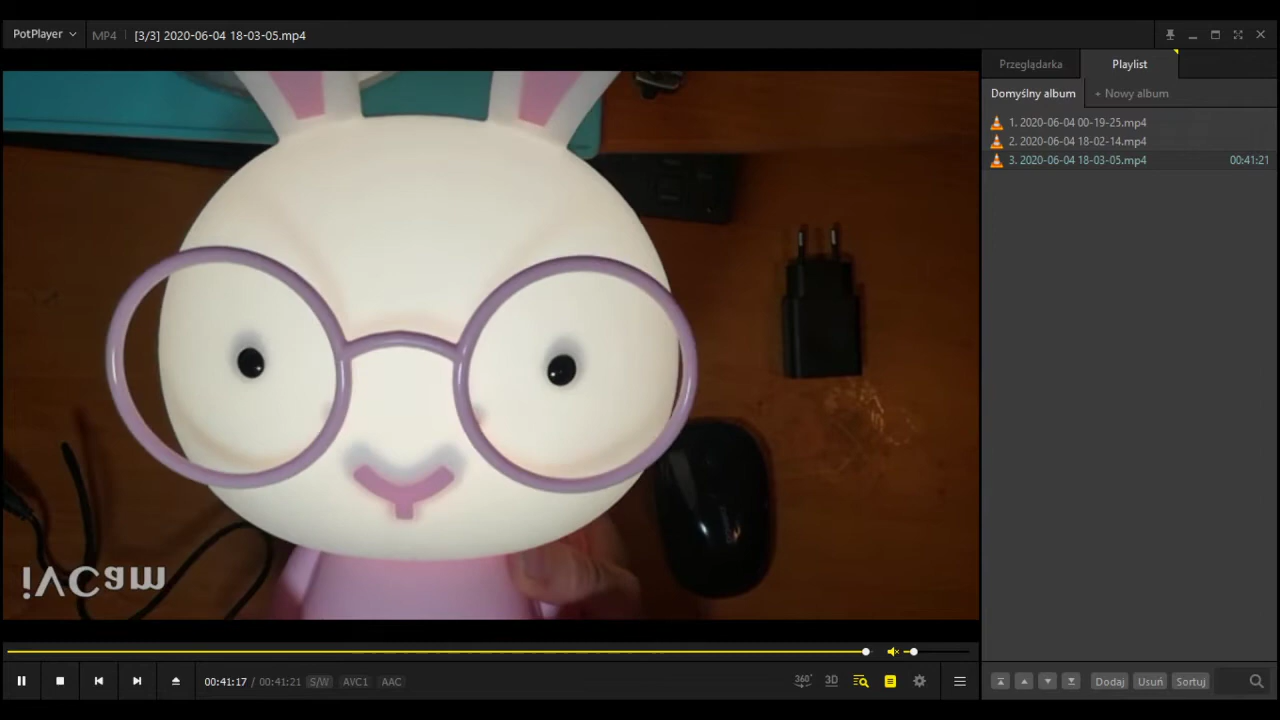 PotPlayer
MP4
[3/3] 2020-06-04 18-03-05.mp4
Przeglądarka
Playlist
Domyślny album
+ Nowy album
1. 2020-06-04 00-19-25.mp4
2. 2020-06-04 18-02-14.mp4
3. 2020-06-04 18-03-05.mp4 00:41:21
iVCam
00:41:17 / 00:41:21 S/W AVC1 AAC
360° 3D
Dodaj Usuń Sortuj